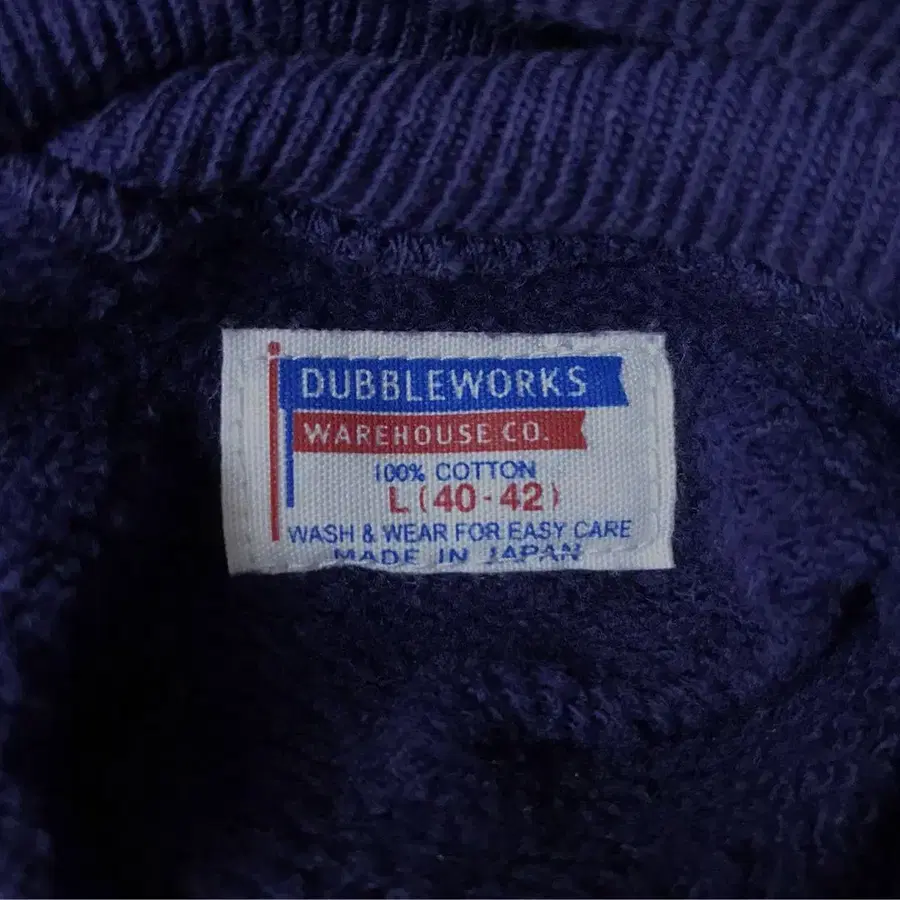 DUBBLEWORKS
WAREHOUSE CO.
100% COTTON
L (40-42)
WASH & WEAR FOR EASY CARE
MADE IN JAPAN